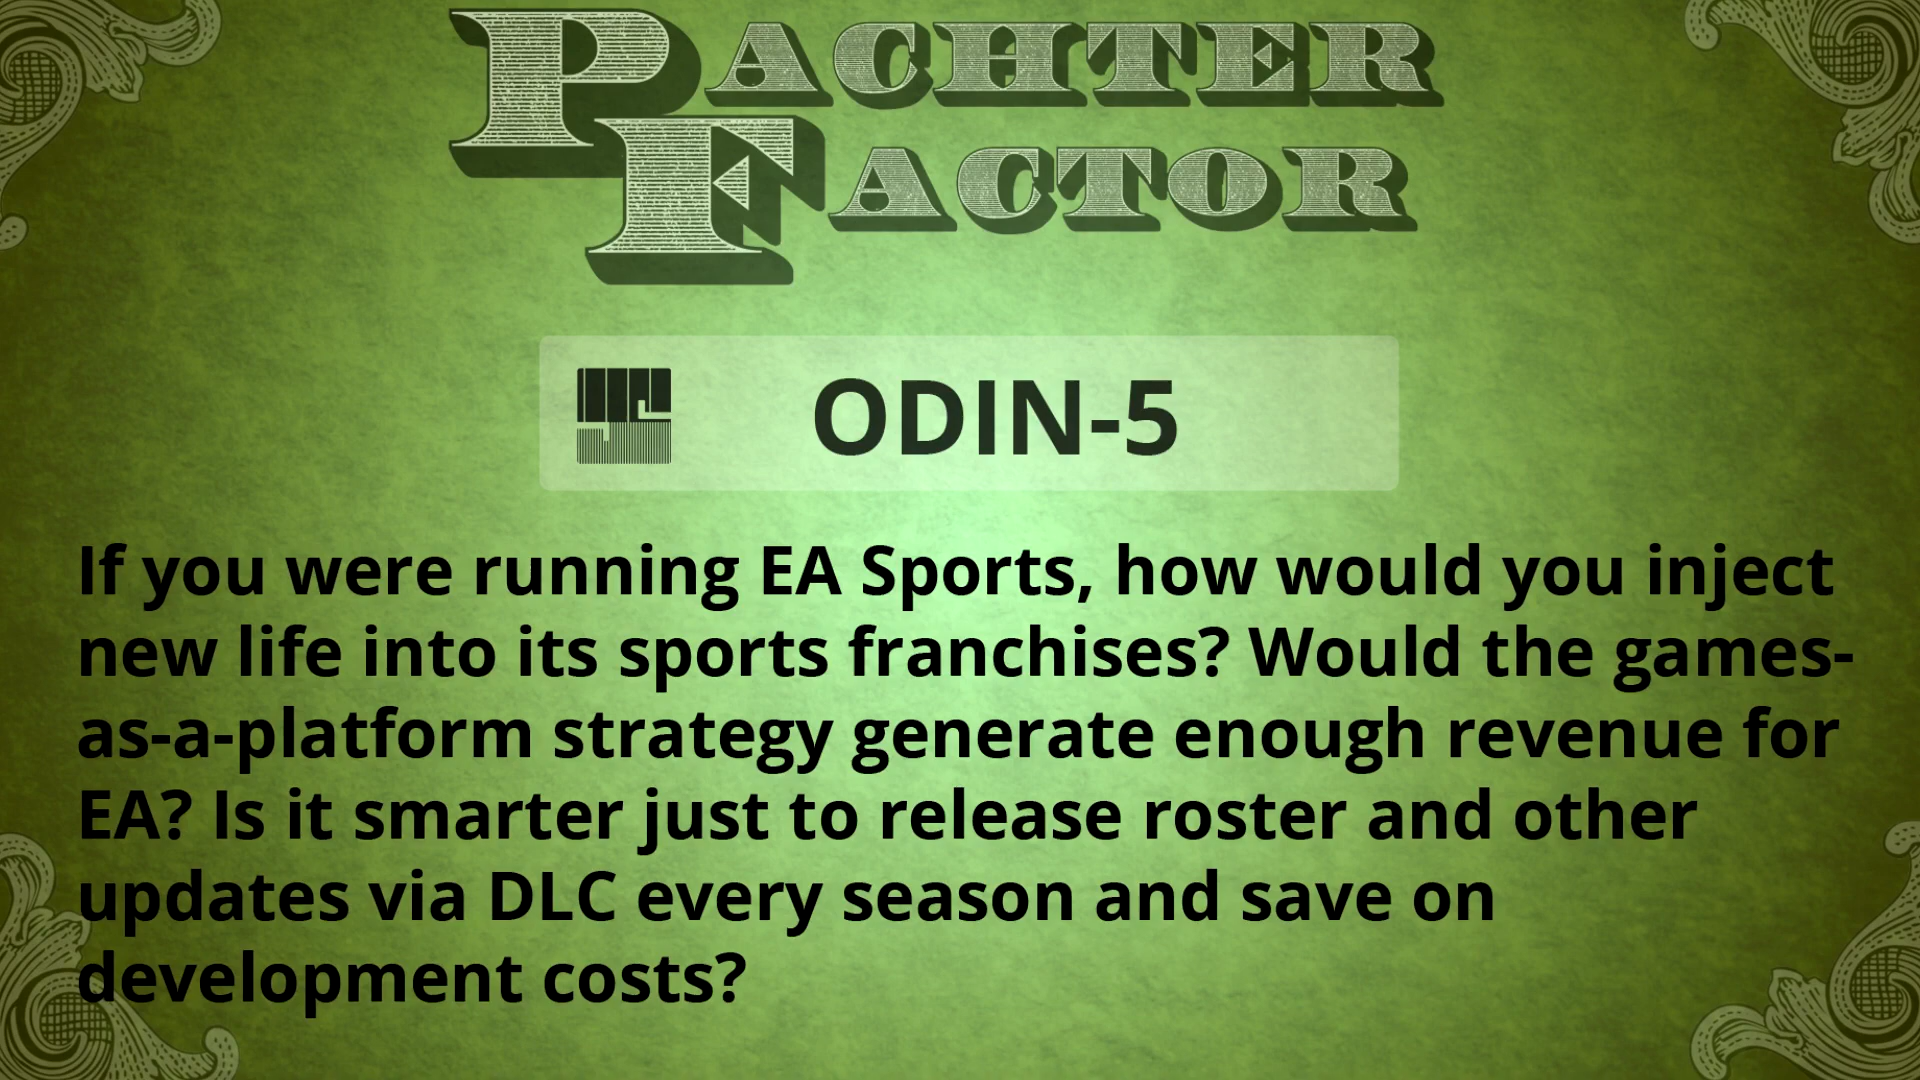 PACHTER
FACTOR
ODIN-5
If you were running EA Sports, how would you inject
new life into its sports franchises? Would the games-
as-a-platform strategy generate enough revenue for
EA? Is it smarter just to release roster and other
updates via DLC every season and save on
development costs?